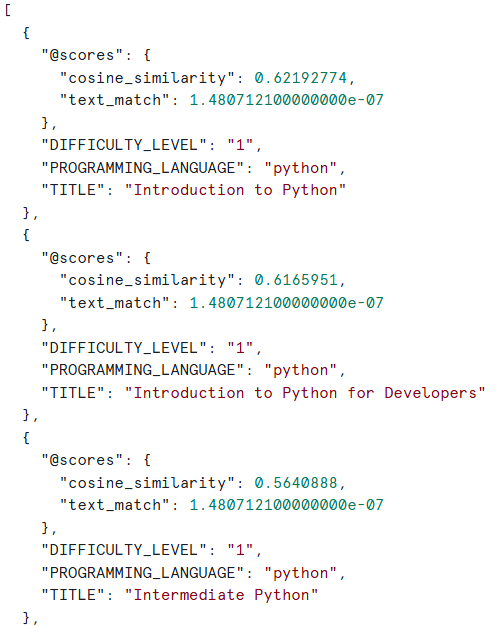 [
  {
    "@scores": {
      "cosine_similarity": 0.62192774,
      "text_match": 1.480712100000000e-07
    },
    "DIFFICULTY_LEVEL": "1",
    "PROGRAMMING_LANGUAGE": "python",
    "TITLE": "Introduction to Python"
  },
  {
    "@scores": {
      "cosine_similarity": 0.6165951,
      "text_match": 1.480712100000000e-07
    },
    "DIFFICULTY_LEVEL": "1",
    "PROGRAMMING_LANGUAGE": "python",
    "TITLE": "Introduction to Python for Developers"
  },
  {
    "@scores": {
      "cosine_similarity": 0.5640888,
      "text_match": 1.480712100000000e-07
    },
    "DIFFICULTY_LEVEL": "1",
    "PROGRAMMING_LANGUAGE": "python",
    "TITLE": "Intermediate Python"
  },